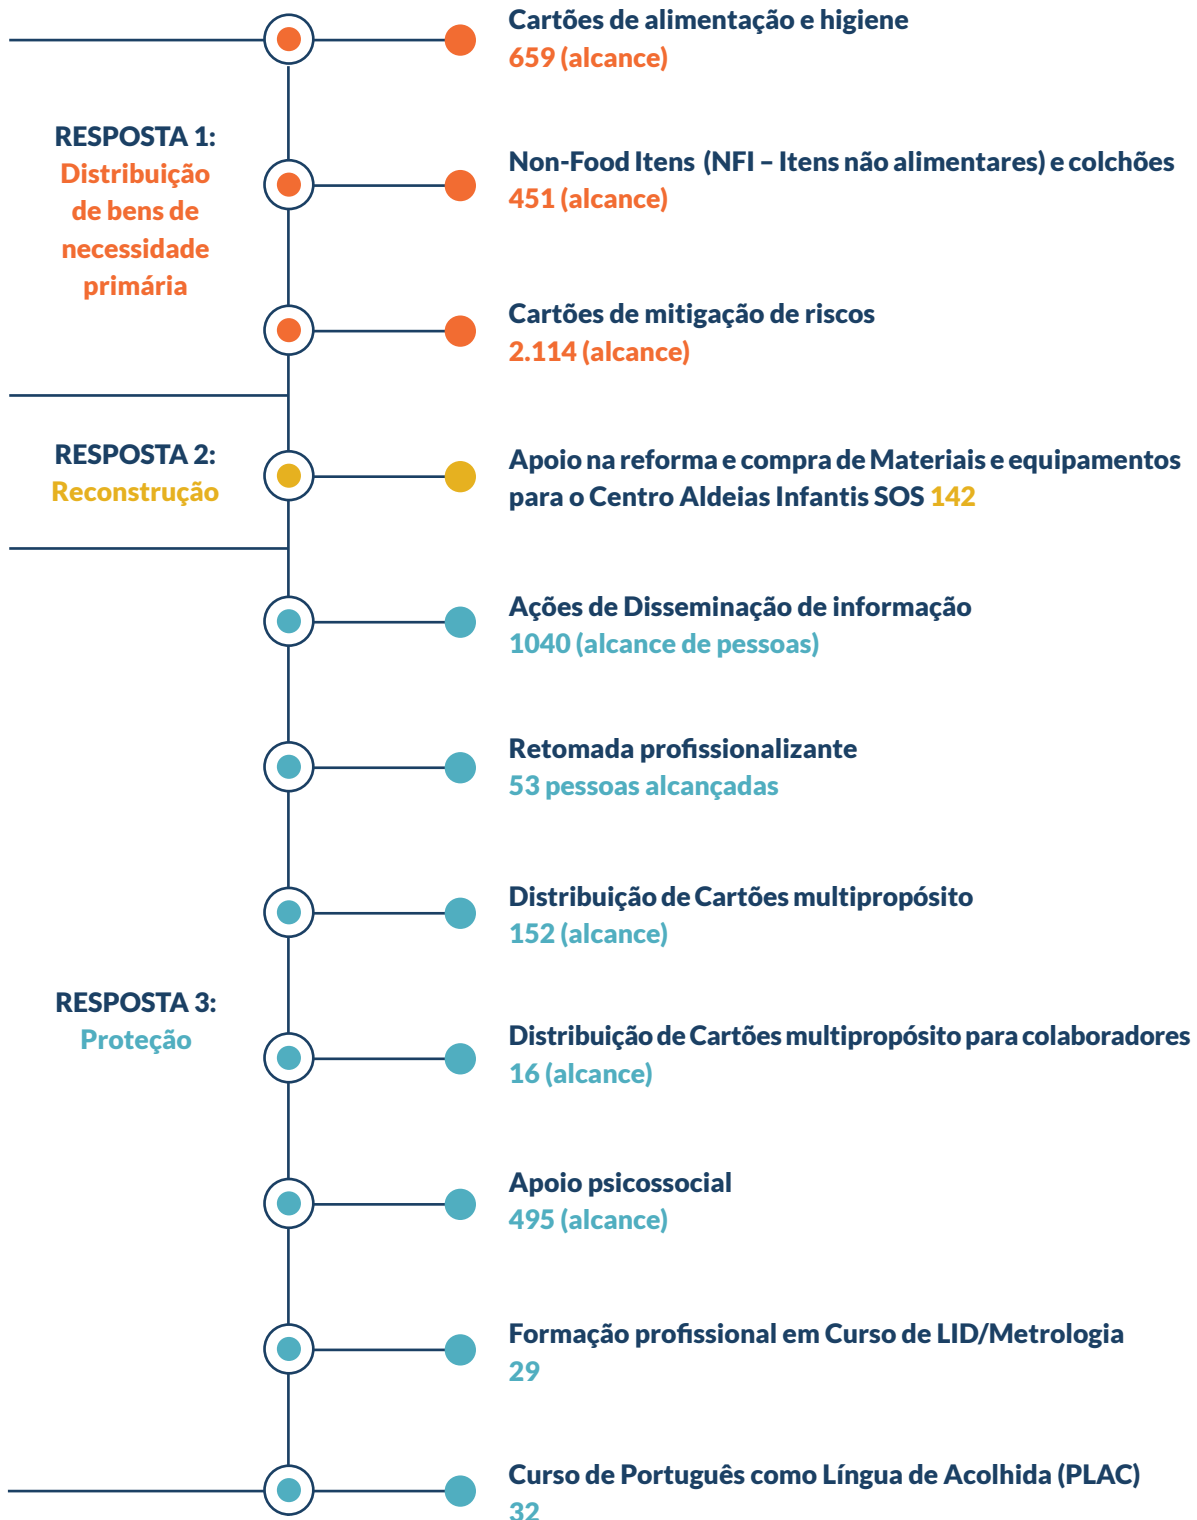 Cartões de alimentação e higiene
659 (alcance)
RESPOSTA 1:
Distribuição
de bens de
necessidade
primária
Non-Food Itens (NFI – Itens não alimentares) e colchões
451 (alcance)
Cartões de mitigação de riscos
2.114 (alcance)
RESPOSTA 2:
Reconstrução
Apoio na reforma e compra de Materiais e equipamentos
para o Centro Aldeias Infantis SOS 142
RESPOSTA 3:
Proteção
Ações de Disseminação de informação
1040 (alcance de pessoas)
Retomada profissionalizante
53 pessoas alcançadas
Distribuição de Cartões multipropósito
152 (alcance)
Distribuição de Cartões multipropósito para colaboradores
16 (alcance)
Apoio psicossocial
495 (alcance)
Formação profissional em Curso de LID/Metrologia
29
Curso de Português como Língua de Acolhida (PLAC)
32